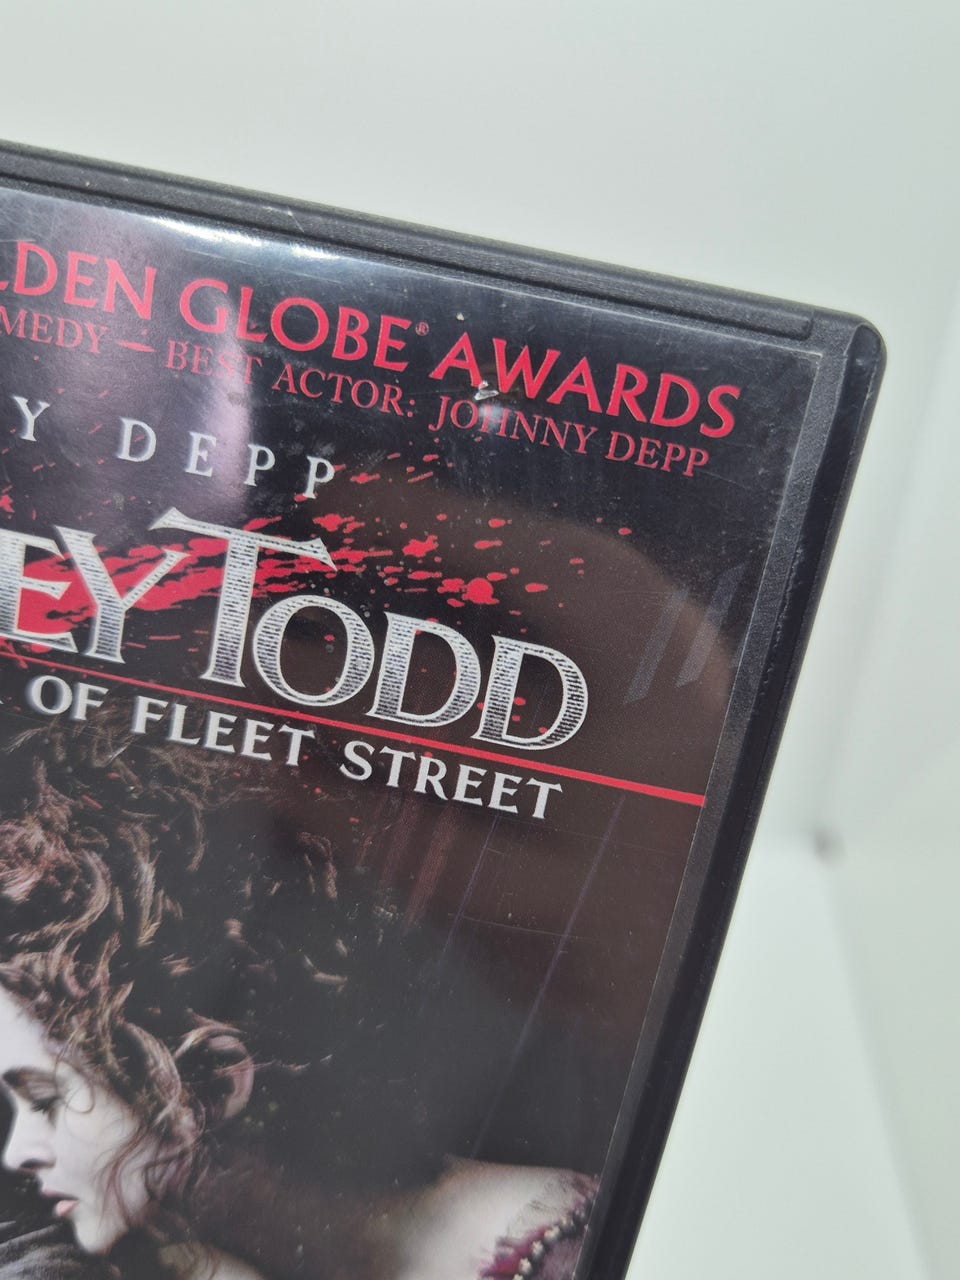 LDEN GLOBE® AWARDS
MEDY – BEST ACTOR: JOHNNY DEPP
Y DEPP
EY TODD
OF FLEET STREET